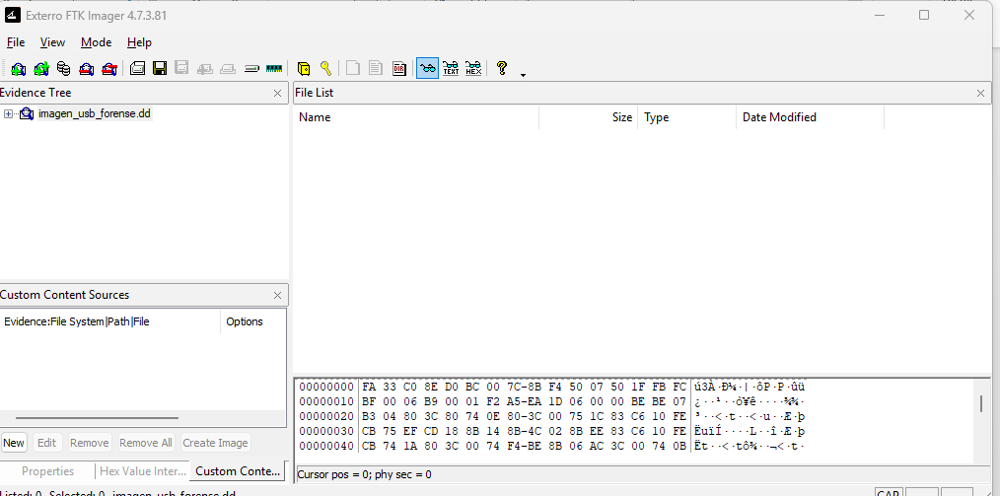 Exterro FTK Imager 4.7.3.81
File View Mode Help
TEXT HEX
Evidence Tree
imagen_usb_forense.dd
File List
Name Size Type Date Modified
Custom Content Sources
Evidence:File System|Path|File Options
New Edit Remove Remove All Create Image
Properties Hex Value Inter... Custom Conte...
00000000 FA 33 C0 8E D0 BC 00 7C-8B F4 50 07 50 1F FB FC ú3À·Ð¼·|·ôP·P·ûü
00000010 BF 00 06 B9 00 01 F2 A5-EA 1D 06 00 00 BE BE 07 ¿··¹··ò¥ê····¾¾·
00000020 B3 04 80 3C 80 74 0E 80-3C 00 75 1C 83 C6 10 FE ³··<·t··<·u··Æ·þ
00000030 CB 75 EF CD 18 8B 14 8B-4C 02 8B EE 83 C6 10 FE ËuïÍ····L··î·Æ·þ
00000040 CB 74 1A 80 3C 00 74 F4-BE 8B 06 AC 3C 00 74 0B Ët··<·tô¾··¬<·t·
Cursor pos = 0; phy sec = 0
Listed: 0 Selected: 0 imagen_usb_forense.dd
CAP